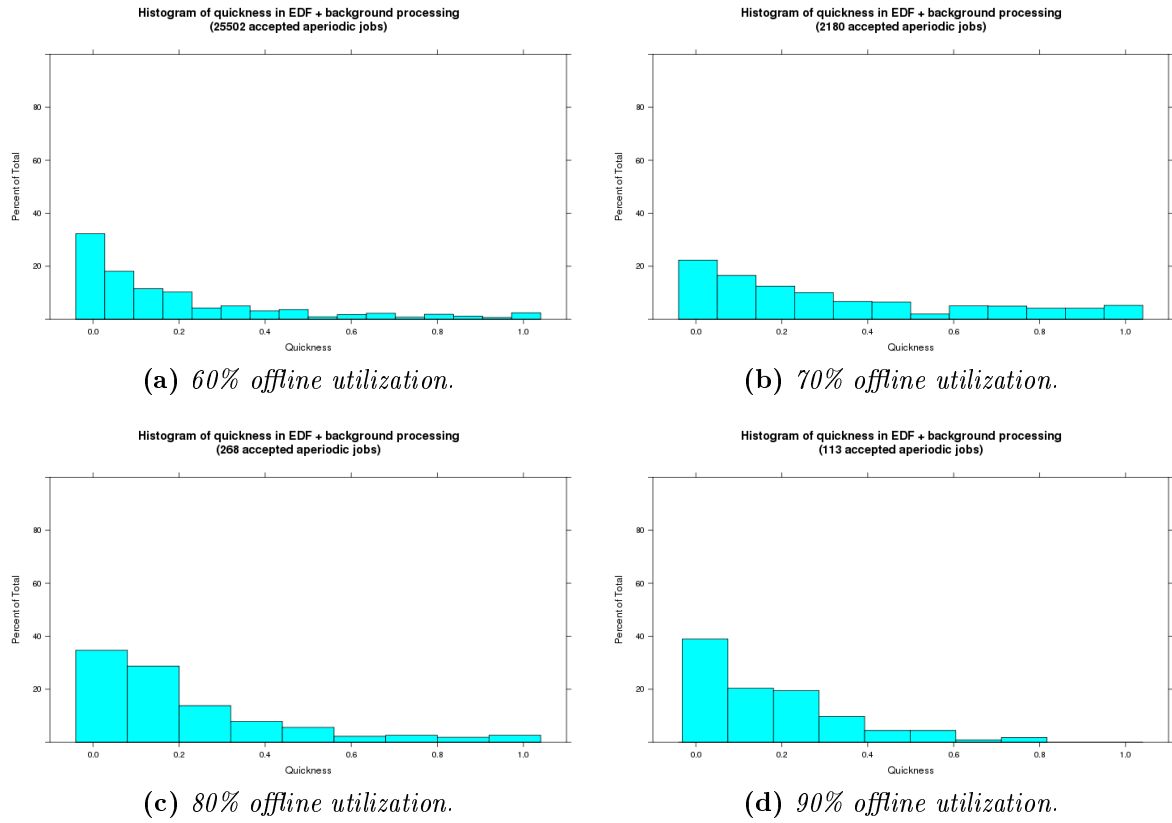 Histogram of quickness in EDF + background processing
(25502 accepted aperiodic jobs)
Percent of Total
80
60
40
20
0.0 0.2 0.4 0.6 0.8 1.0
Quickness
(a) 60% offline utilization.
Histogram of quickness in EDF + background processing
(2180 accepted aperiodic jobs)
Percent of Total
80
60
40
20
0.0 0.2 0.4 0.6 0.8 1.0
Quickness
(b) 70% offline utilization.
Histogram of quickness in EDF + background processing
(268 accepted aperiodic jobs)
Percent of Total
80
60
40
20
0.0 0.2 0.4 0.6 0.8 1.0
Quickness
(c) 80% offline utilization.
Histogram of quickness in EDF + background processing
(113 accepted aperiodic jobs)
Percent of Total
80
60
40
20
0.0 0.2 0.4 0.6 0.8 1.0
Quickness
(d) 90% offline utilization.